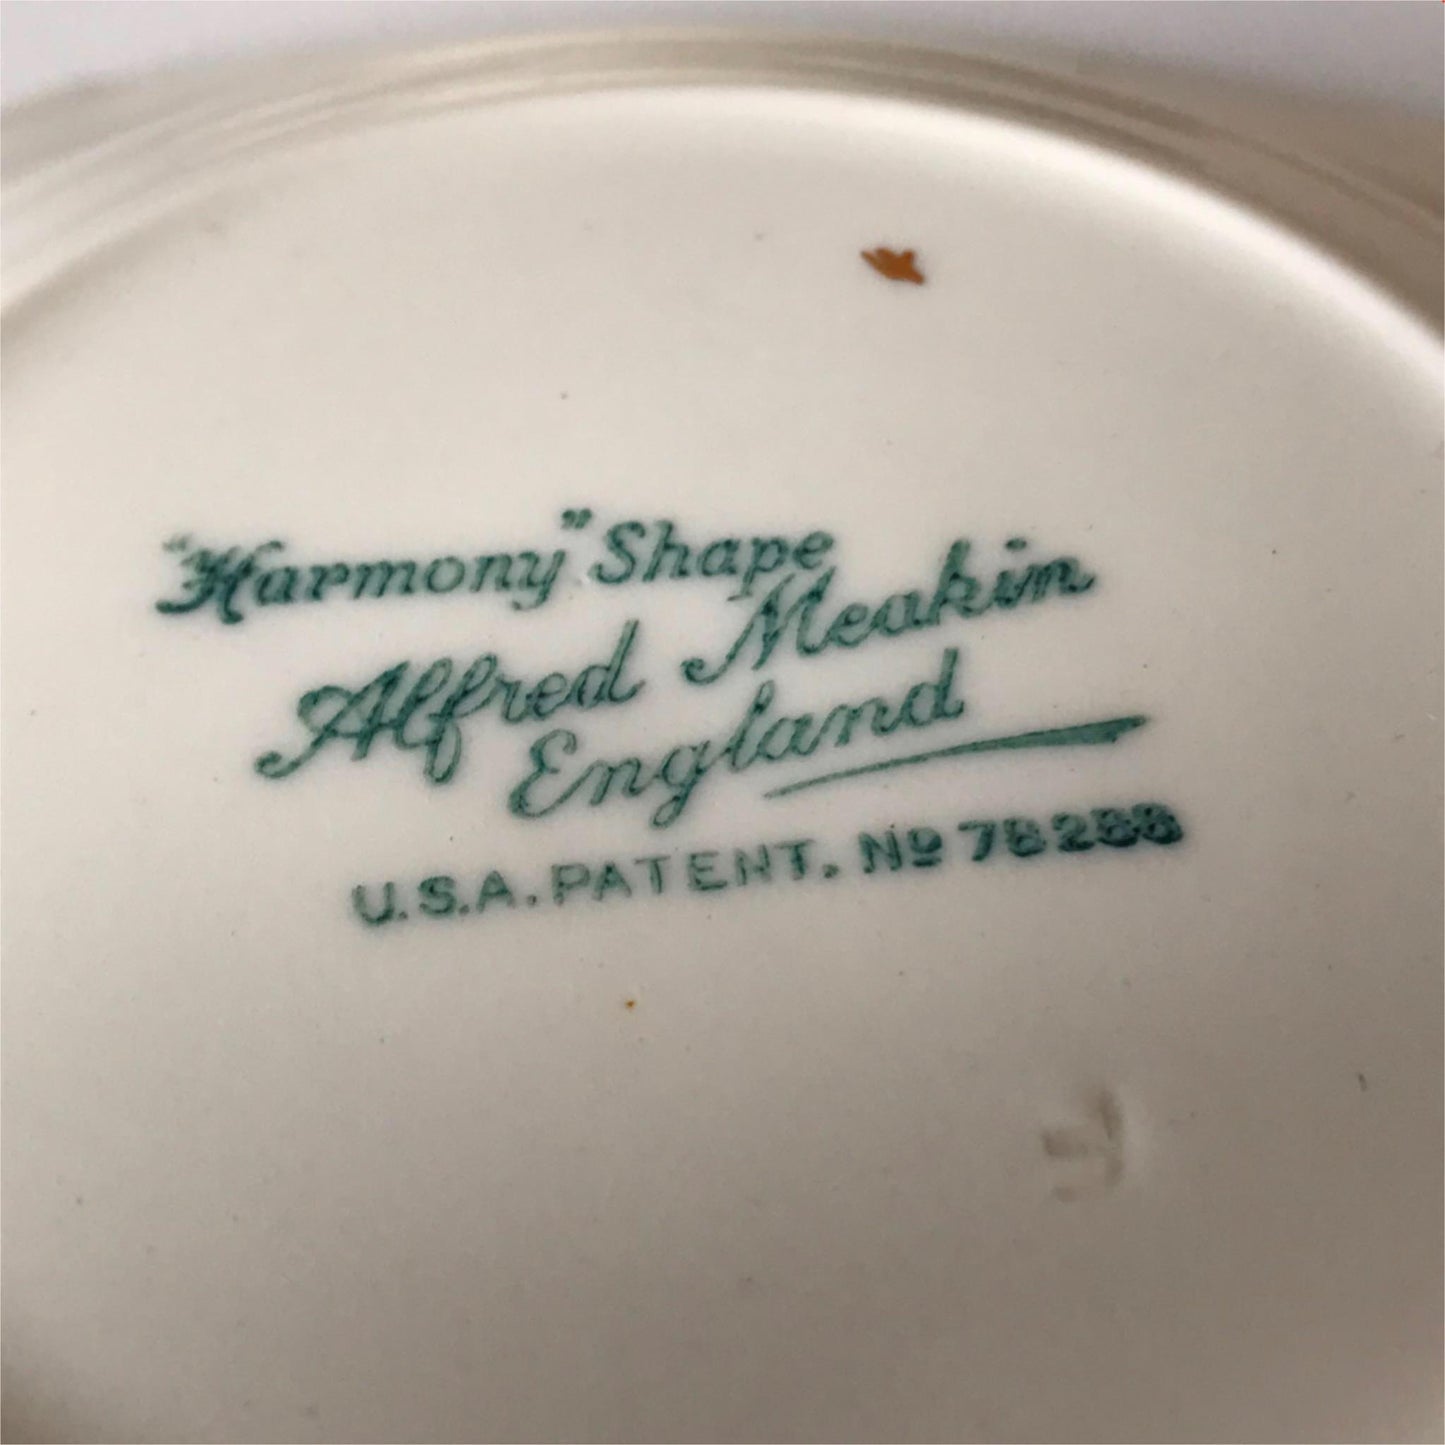 "Harmony" Shape
Alfred Meakin
England
U.S.A. PATENT. No 78288